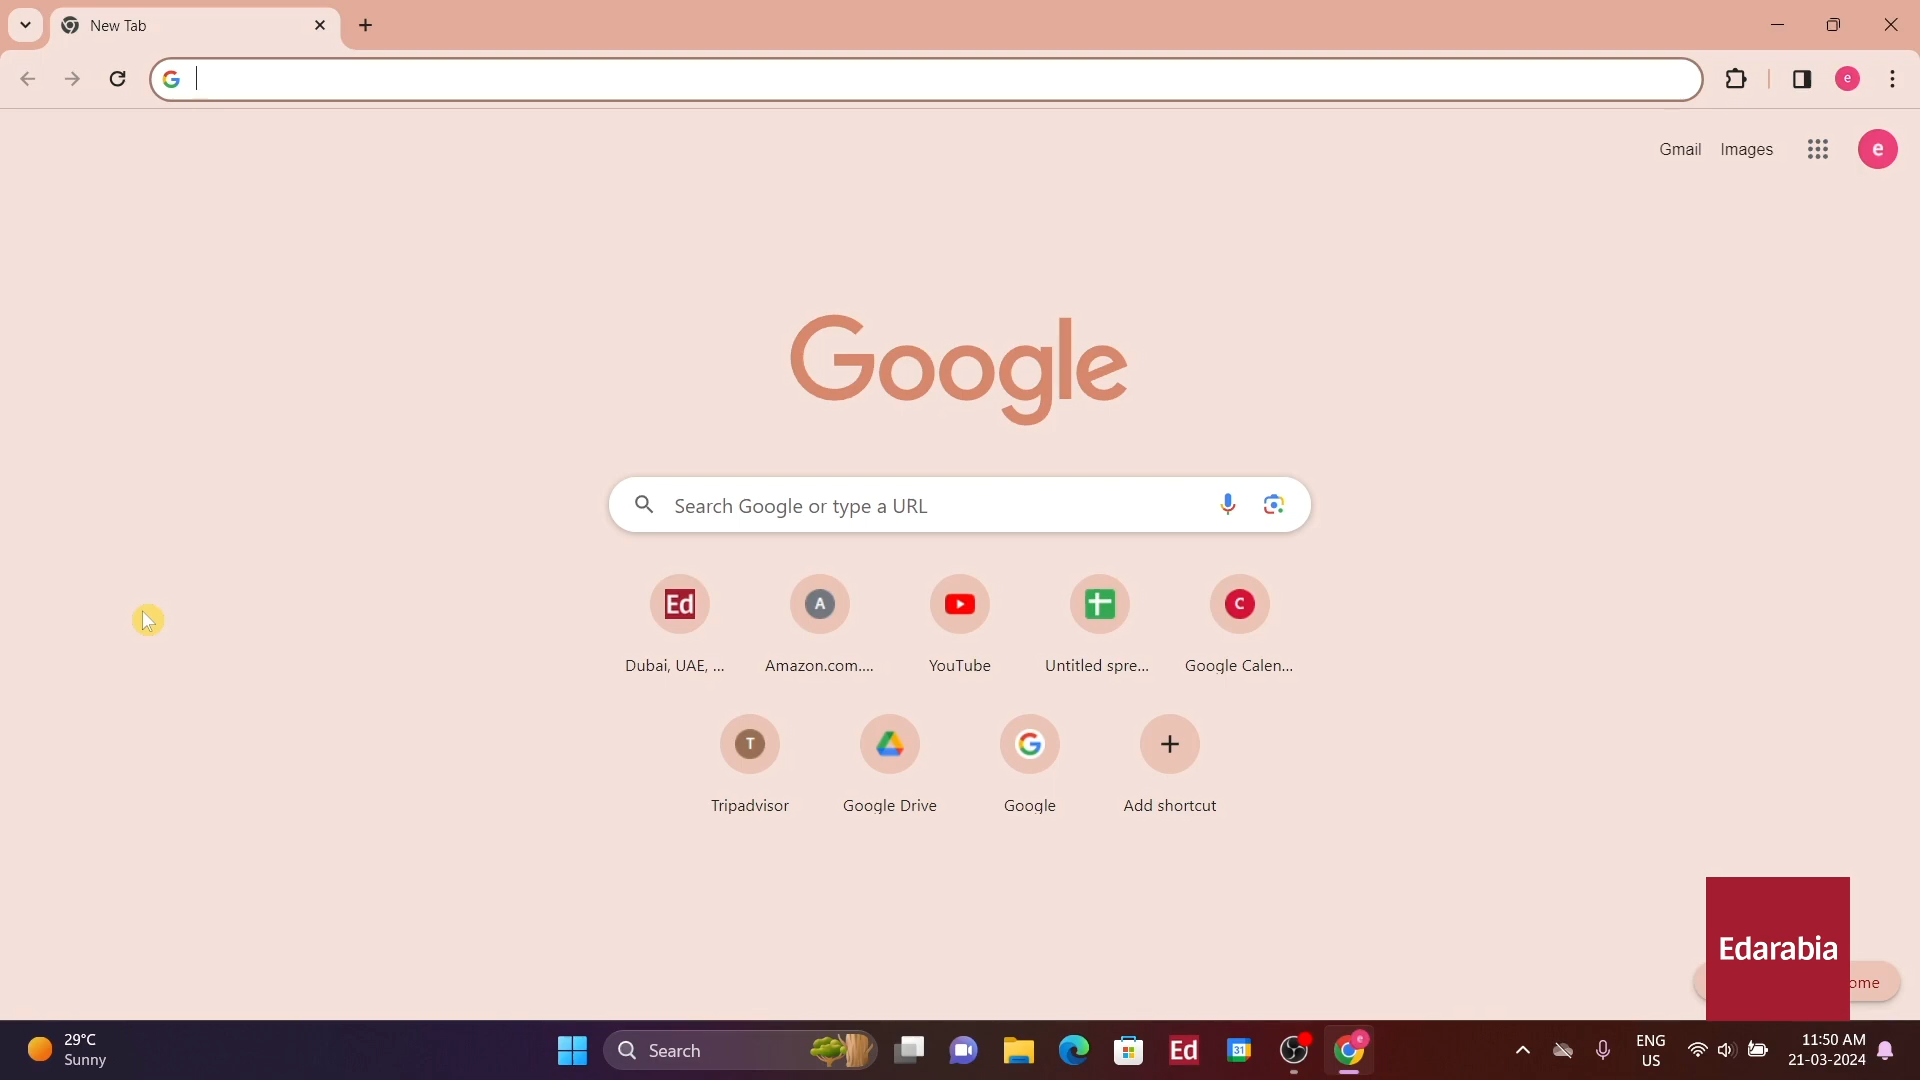 New Tab
Gmail Images
e
e
Google
Search Google or type a URL
Ed
A
C
Dubai, UAE, ...
Amazon.com....
YouTube
Untitled spre...
Google Calen...
T
Tripadvisor
Google Drive
Google
Add shortcut
Edarabia
ome
29°C
Sunny
Search
Ed
31
e
ENG
US
11:50 AM
21-03-2024